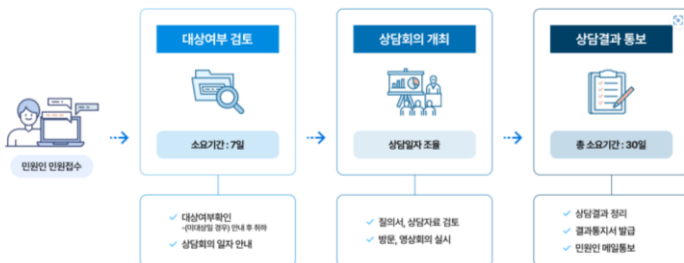 대상여부 검토
상담회의 개최
상담결과 통보
소요기간 : 7일
상담일자 조율
총 소요기간 : 30일
민원인 민원접수
대상여부확인
-(미대상일 경우) 안내 후 취하
상담회의 일자 안내
질의서, 상담자료 검토
방문, 영상회의 실시
상담결과 정리
결과통지서 발급
민원인 메일통보